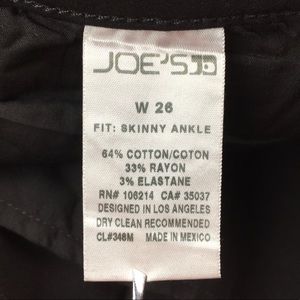 JOE'S
W 26
FIT: SKINNY ANKLE
64% COTTON/COTON
33% RAYON
3% ELASTANE
RN# 106214 CA# 35037
DESIGNED IN LOS ANGELES
DRY CLEAN RECOMMENDED
CL#346M MADE IN MEXICO